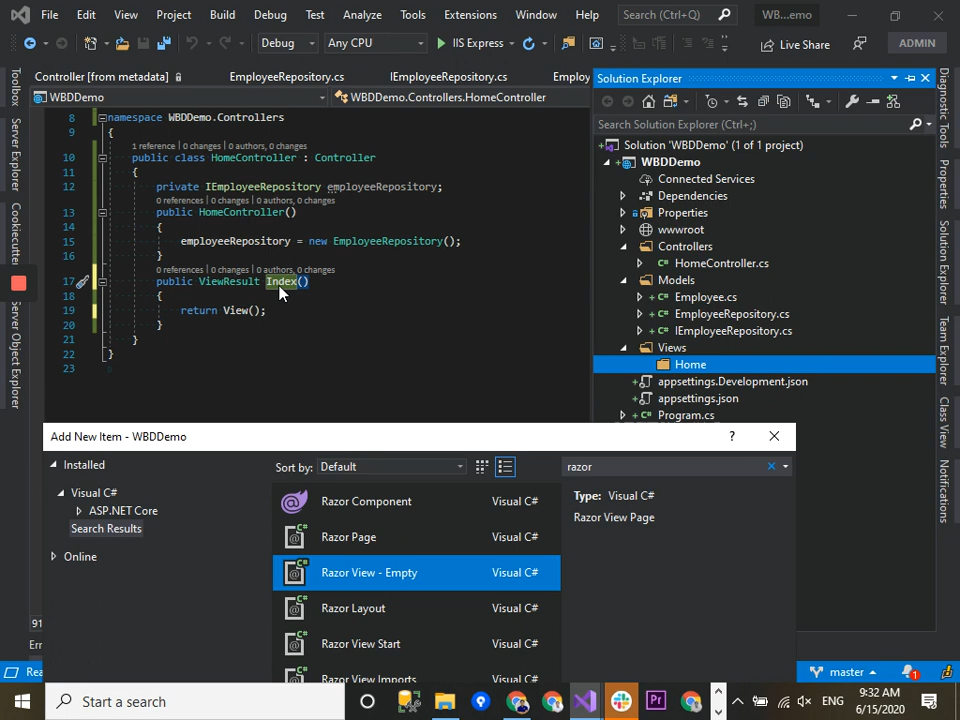 File Edit View Project Build Debug Test Analyze Tools Extensions Window Help Search (Ctrl+Q) WB...emo
Debug Any CPU IIS Express Live Share ADMIN
Controller [from metadata] EmployeeRepository.cs IEmployeeRepository.cs Employ
WBDDemo WBDDemo.Controllers.HomeController
Toolbox
Server Explorer
Cookiecutter
SQL Server Object Explorer
8 namespace WBDDemo.Controllers
9 {
1 reference | 0 changes | 0 authors, 0 changes
10 public class HomeController : Controller
11 {
12 private IEmployeeRepository employeeRepository;
0 references | 0 changes | 0 authors, 0 changes
13 public HomeController()
14 {
15 employeeRepository = new EmployeeRepository();
16 }
0 references | 0 changes | 0 authors, 0 changes
17 public ViewResult Index()
18 {
19 return View();
20 }
21 }
22 }
23
91
Err
Rea
Solution Explorer
Search Solution Explorer (Ctrl+;)
Solution 'WBDDemo' (1 of 1 project)
WBDDemo
Connected Services
Dependencies
Properties
wwwroot
Controllers
HomeController.cs
Models
Employee.cs
EmployeeRepository.cs
IEmployeeRepository.cs
Views
Home
appsettings.Development.json
appsettings.json
Program.cs
Diagnostic Tools
Properties
Solution Explorer
Team Explorer
Class View
Notifications
Add New Item - WBDDemo ?
Installed
Visual C#
ASP.NET Core
Search Results
Online
Sort by: Default razor
Razor Component Visual C#
Razor Page Visual C#
Razor View - Empty Visual C#
Razor Layout Visual C#
Razor View Start Visual C#
Razor View Imports Visual C#
Type: Visual C#
Razor View Page
master 1
Start a search ENG 9:32 AM
6/15/2020